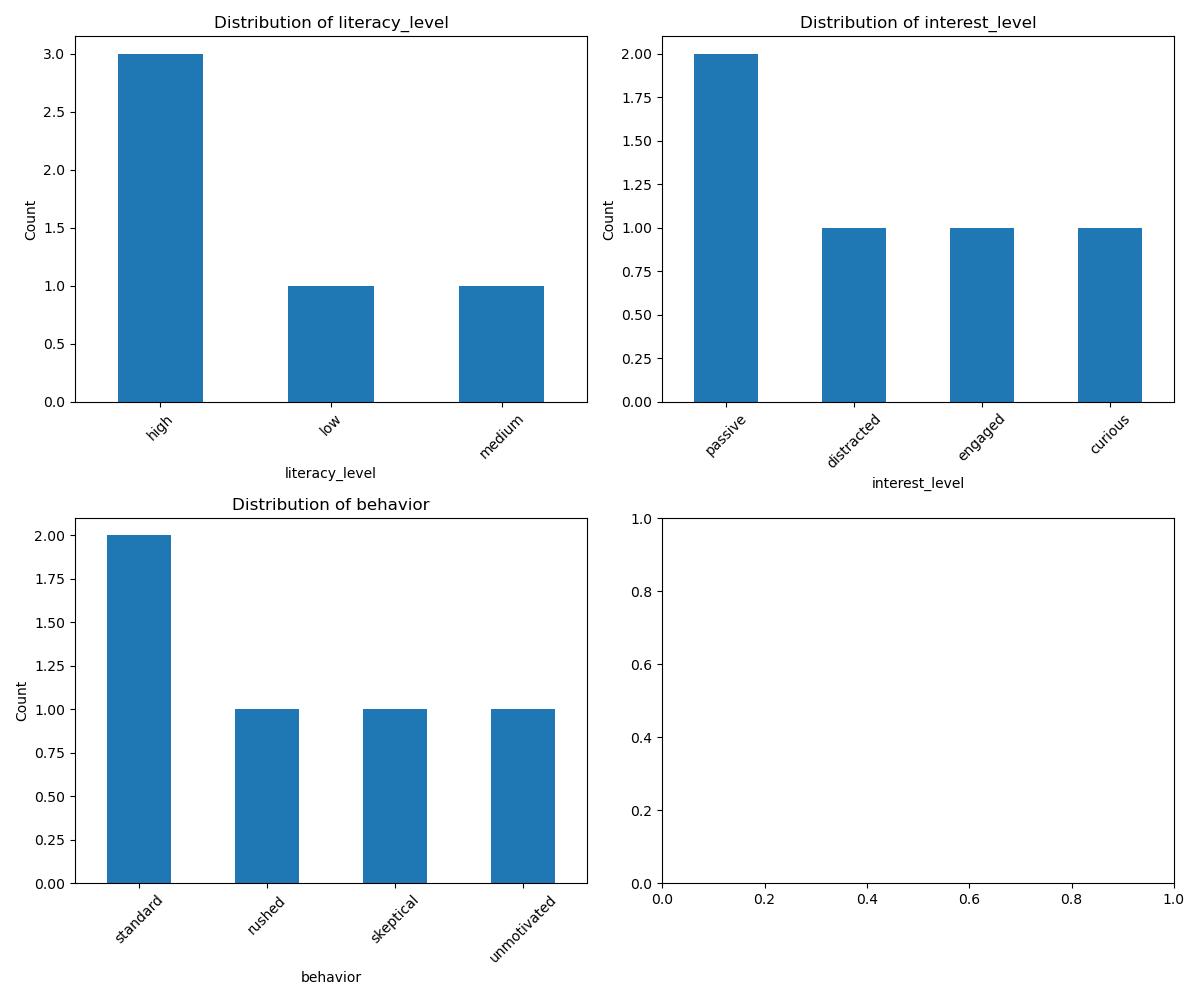 Distribution of literacy_level
Count
3.0
2.5
2.0
1.5
1.0
0.5
0.0
high
low
medium
literacy_level
Distribution of interest_level
Count
2.00
1.75
1.50
1.25
1.00
0.75
0.50
0.25
0.00
passive
distracted
engaged
curious
interest_level
Distribution of behavior
Count
2.00
1.75
1.50
1.25
1.00
0.75
0.50
0.25
0.00
standard
rushed
skeptical
unmotivated
behavior
1.0
0.8
0.6
0.4
0.2
0.0
0.0 0.2 0.4 0.6 0.8 1.0